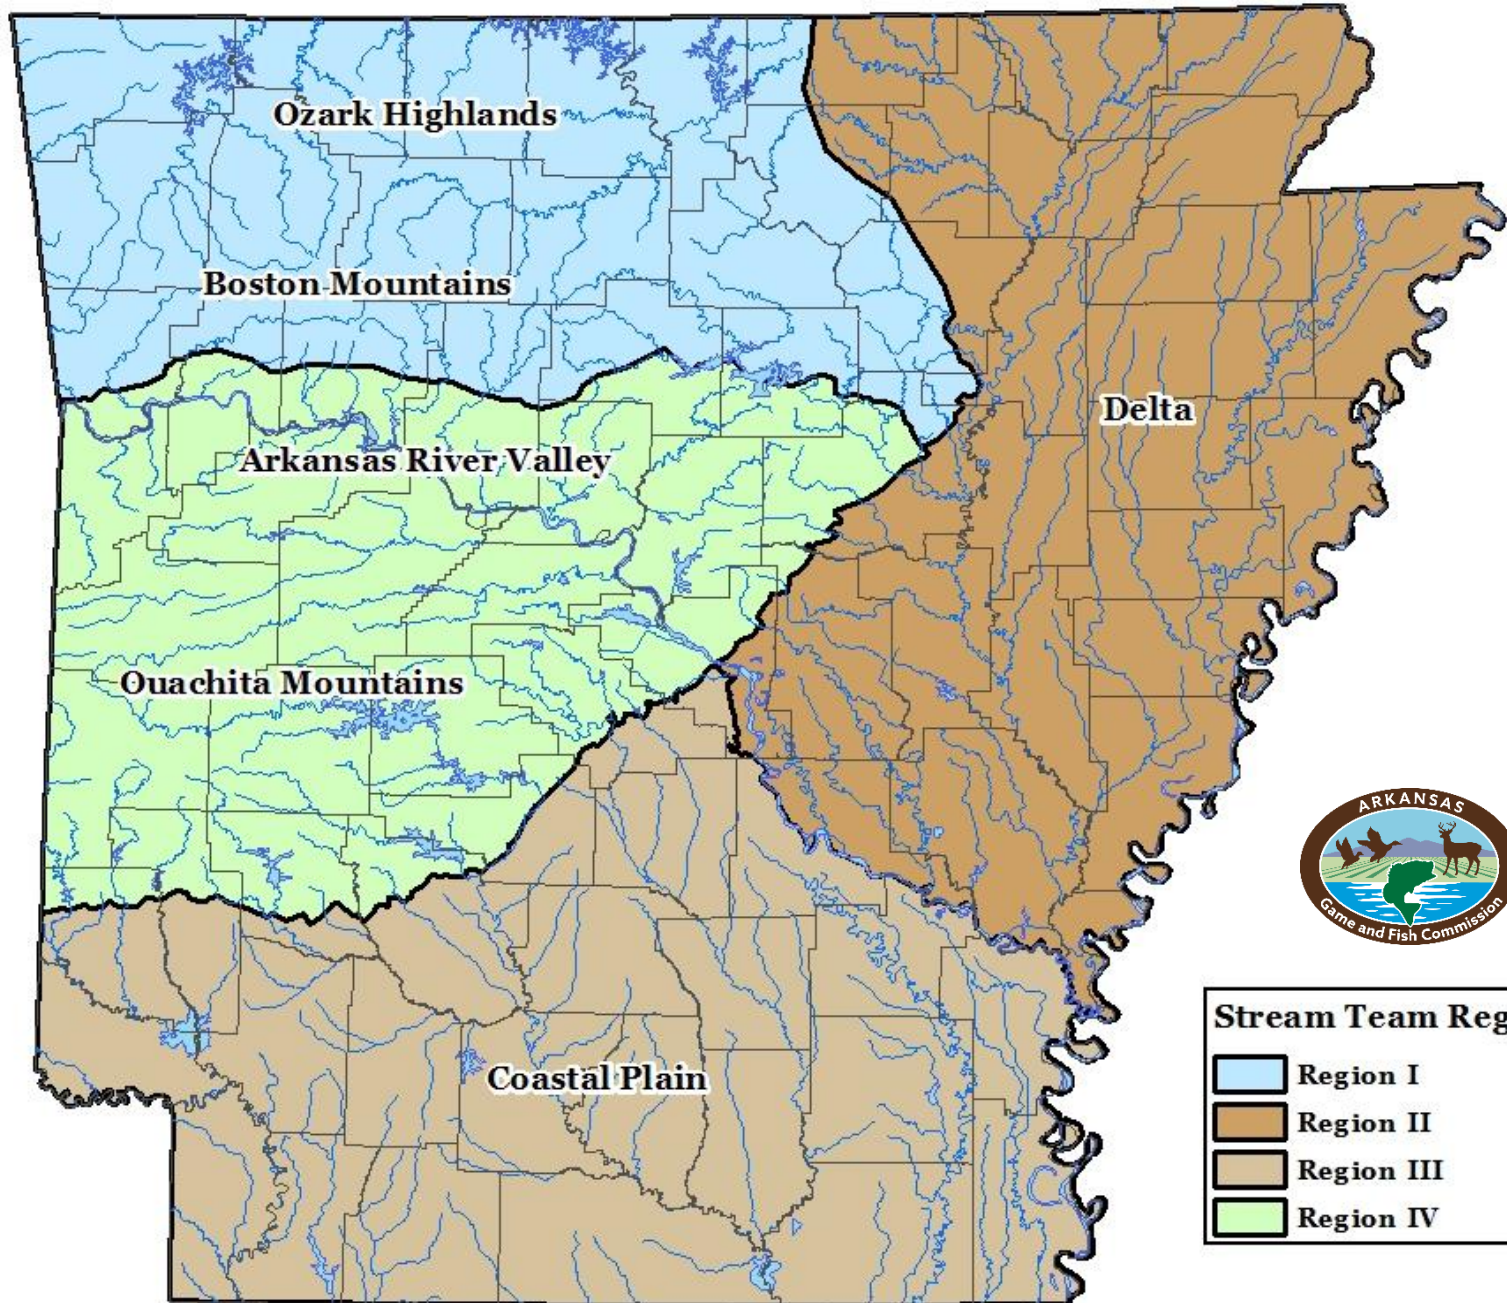 Ozark Highlands
Boston Mountains
Delta
Arkansas River Valley
Ouachita Mountains
ARKANSAS
Game and Fish Commission
Stream Team Reg
Region I
Coastal Plain
Region II
Region III
Region IV